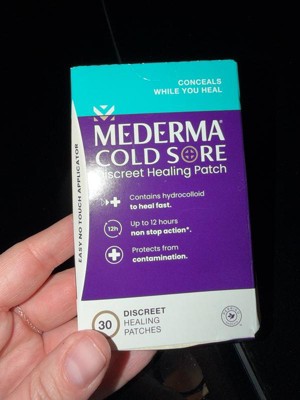 CONCEALS
WHILE YOU HEAL
MEDERMA®
COLD SORE
Discreet Healing Patch
EASY NO TOUCH APPLICATOR
Contains hydrocolloid
to heal fast.
12h
Up to 12 hours
non stop action*.
Protects from
contamination.
30
DISCREET
HEALING
PATCHES